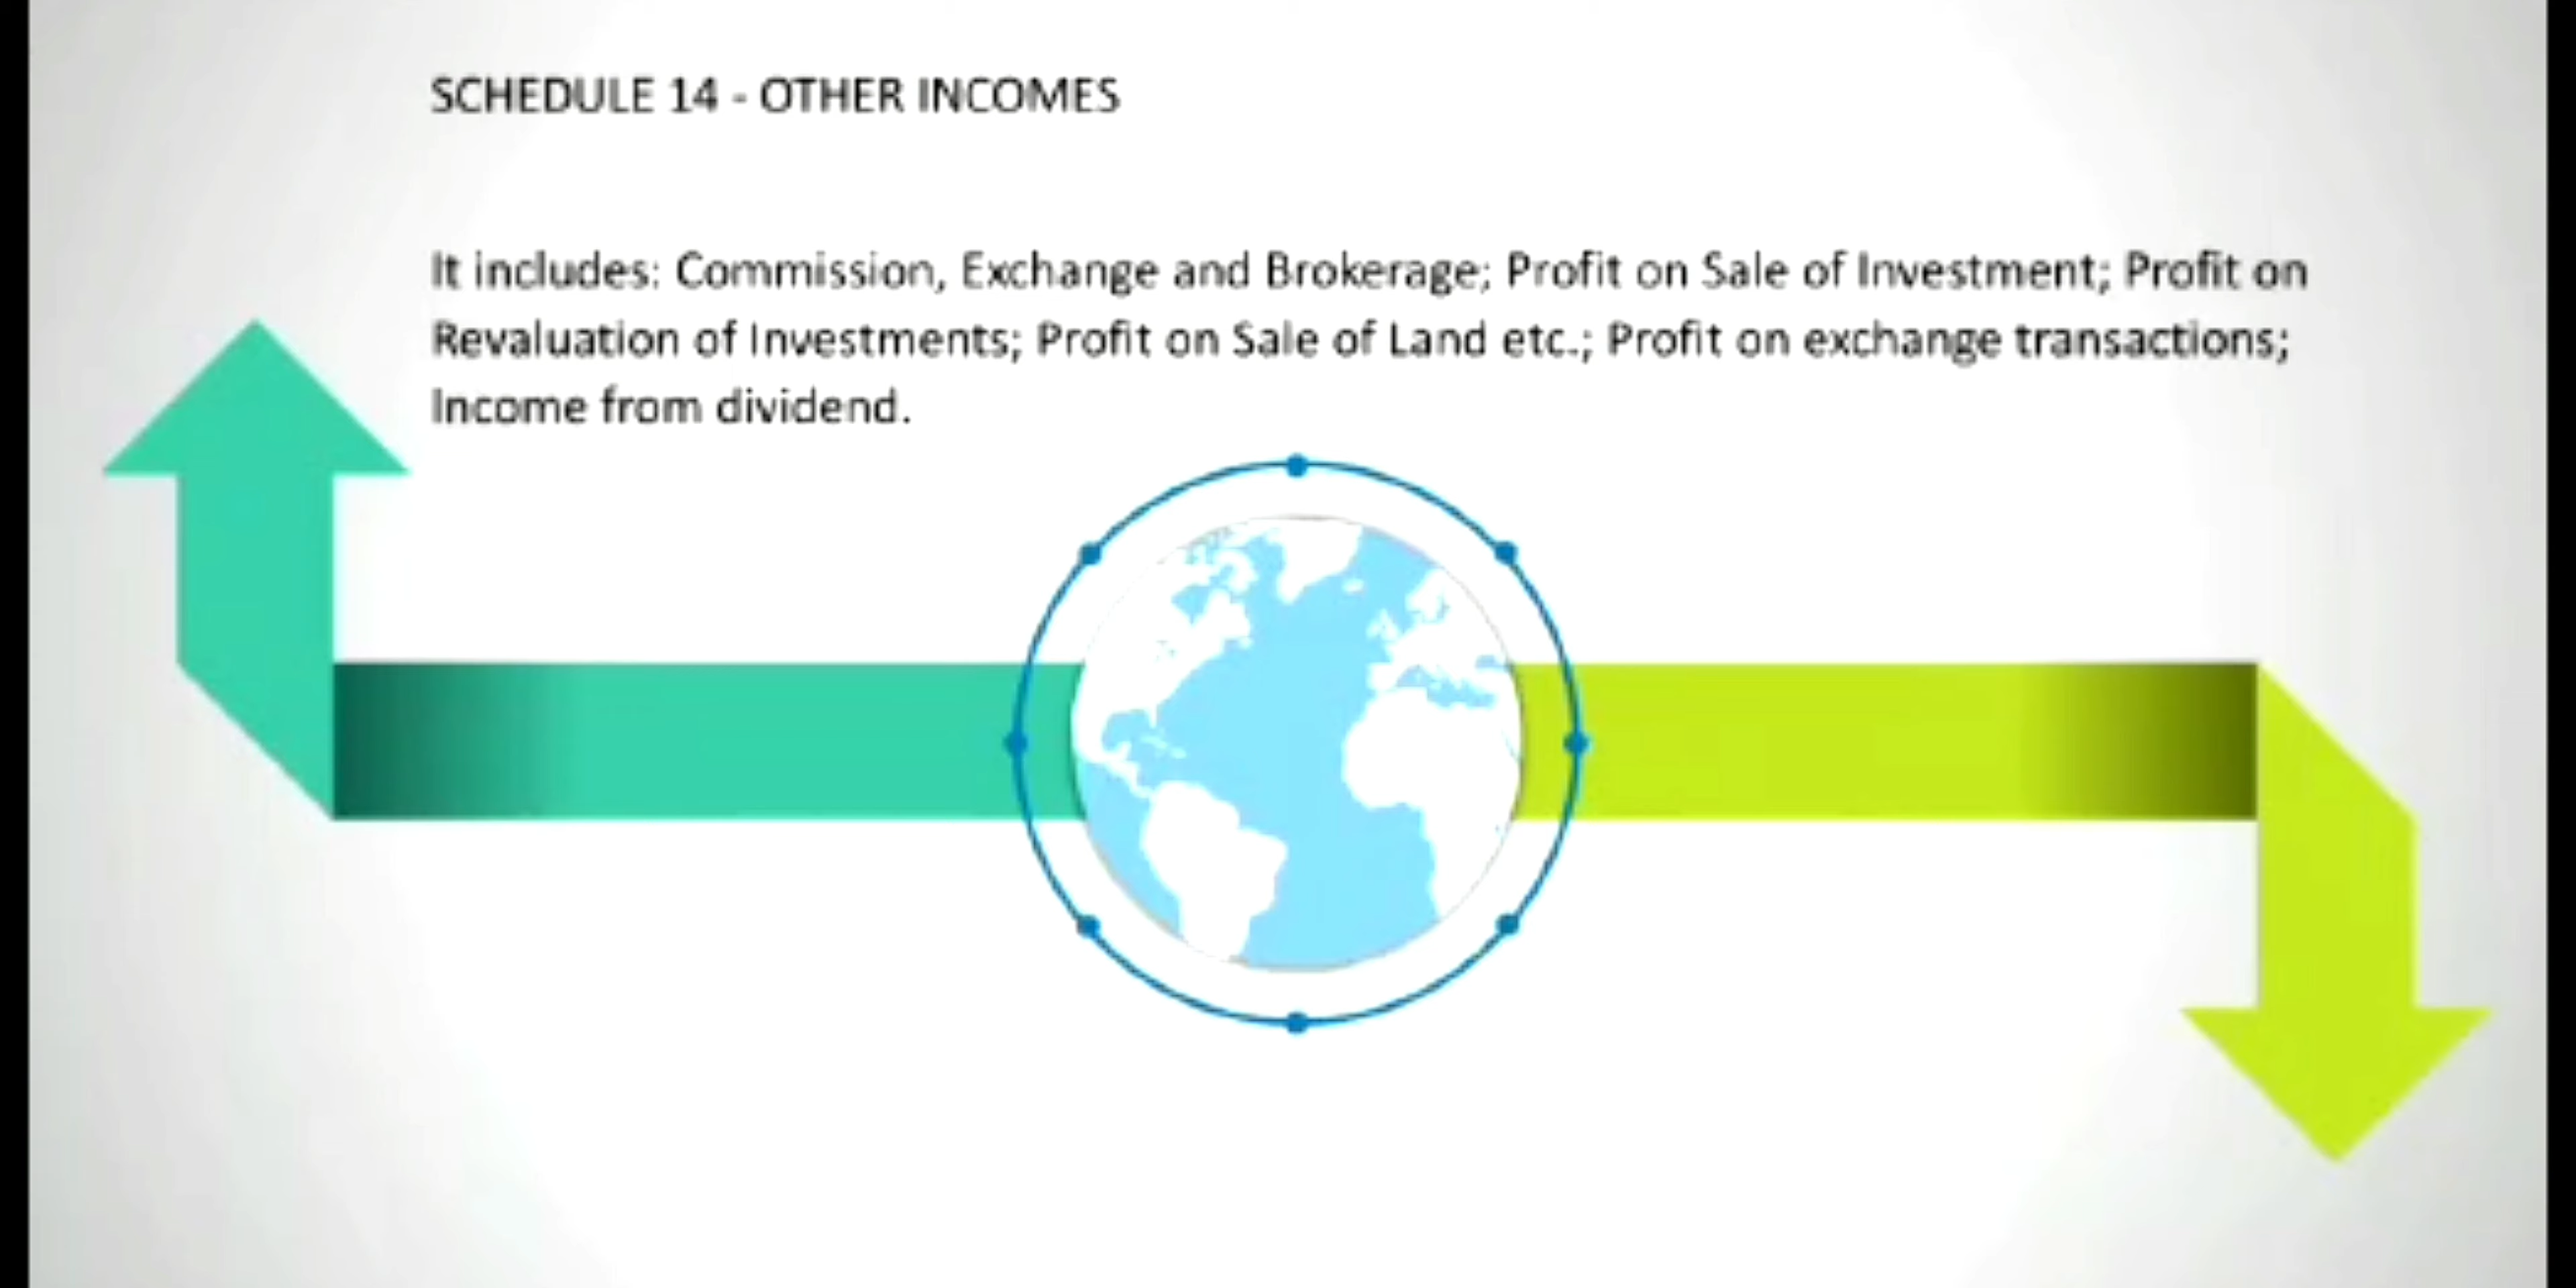 SCHEDULE 14 - OTHER INCOMES
It includes: Commission, Exchange and Brokerage; Profit on Sale of Investment; Profit on
Revaluation of Investments; Profit on Sale of Land etc.; Profit on exchange transactions;
Income from dividend.